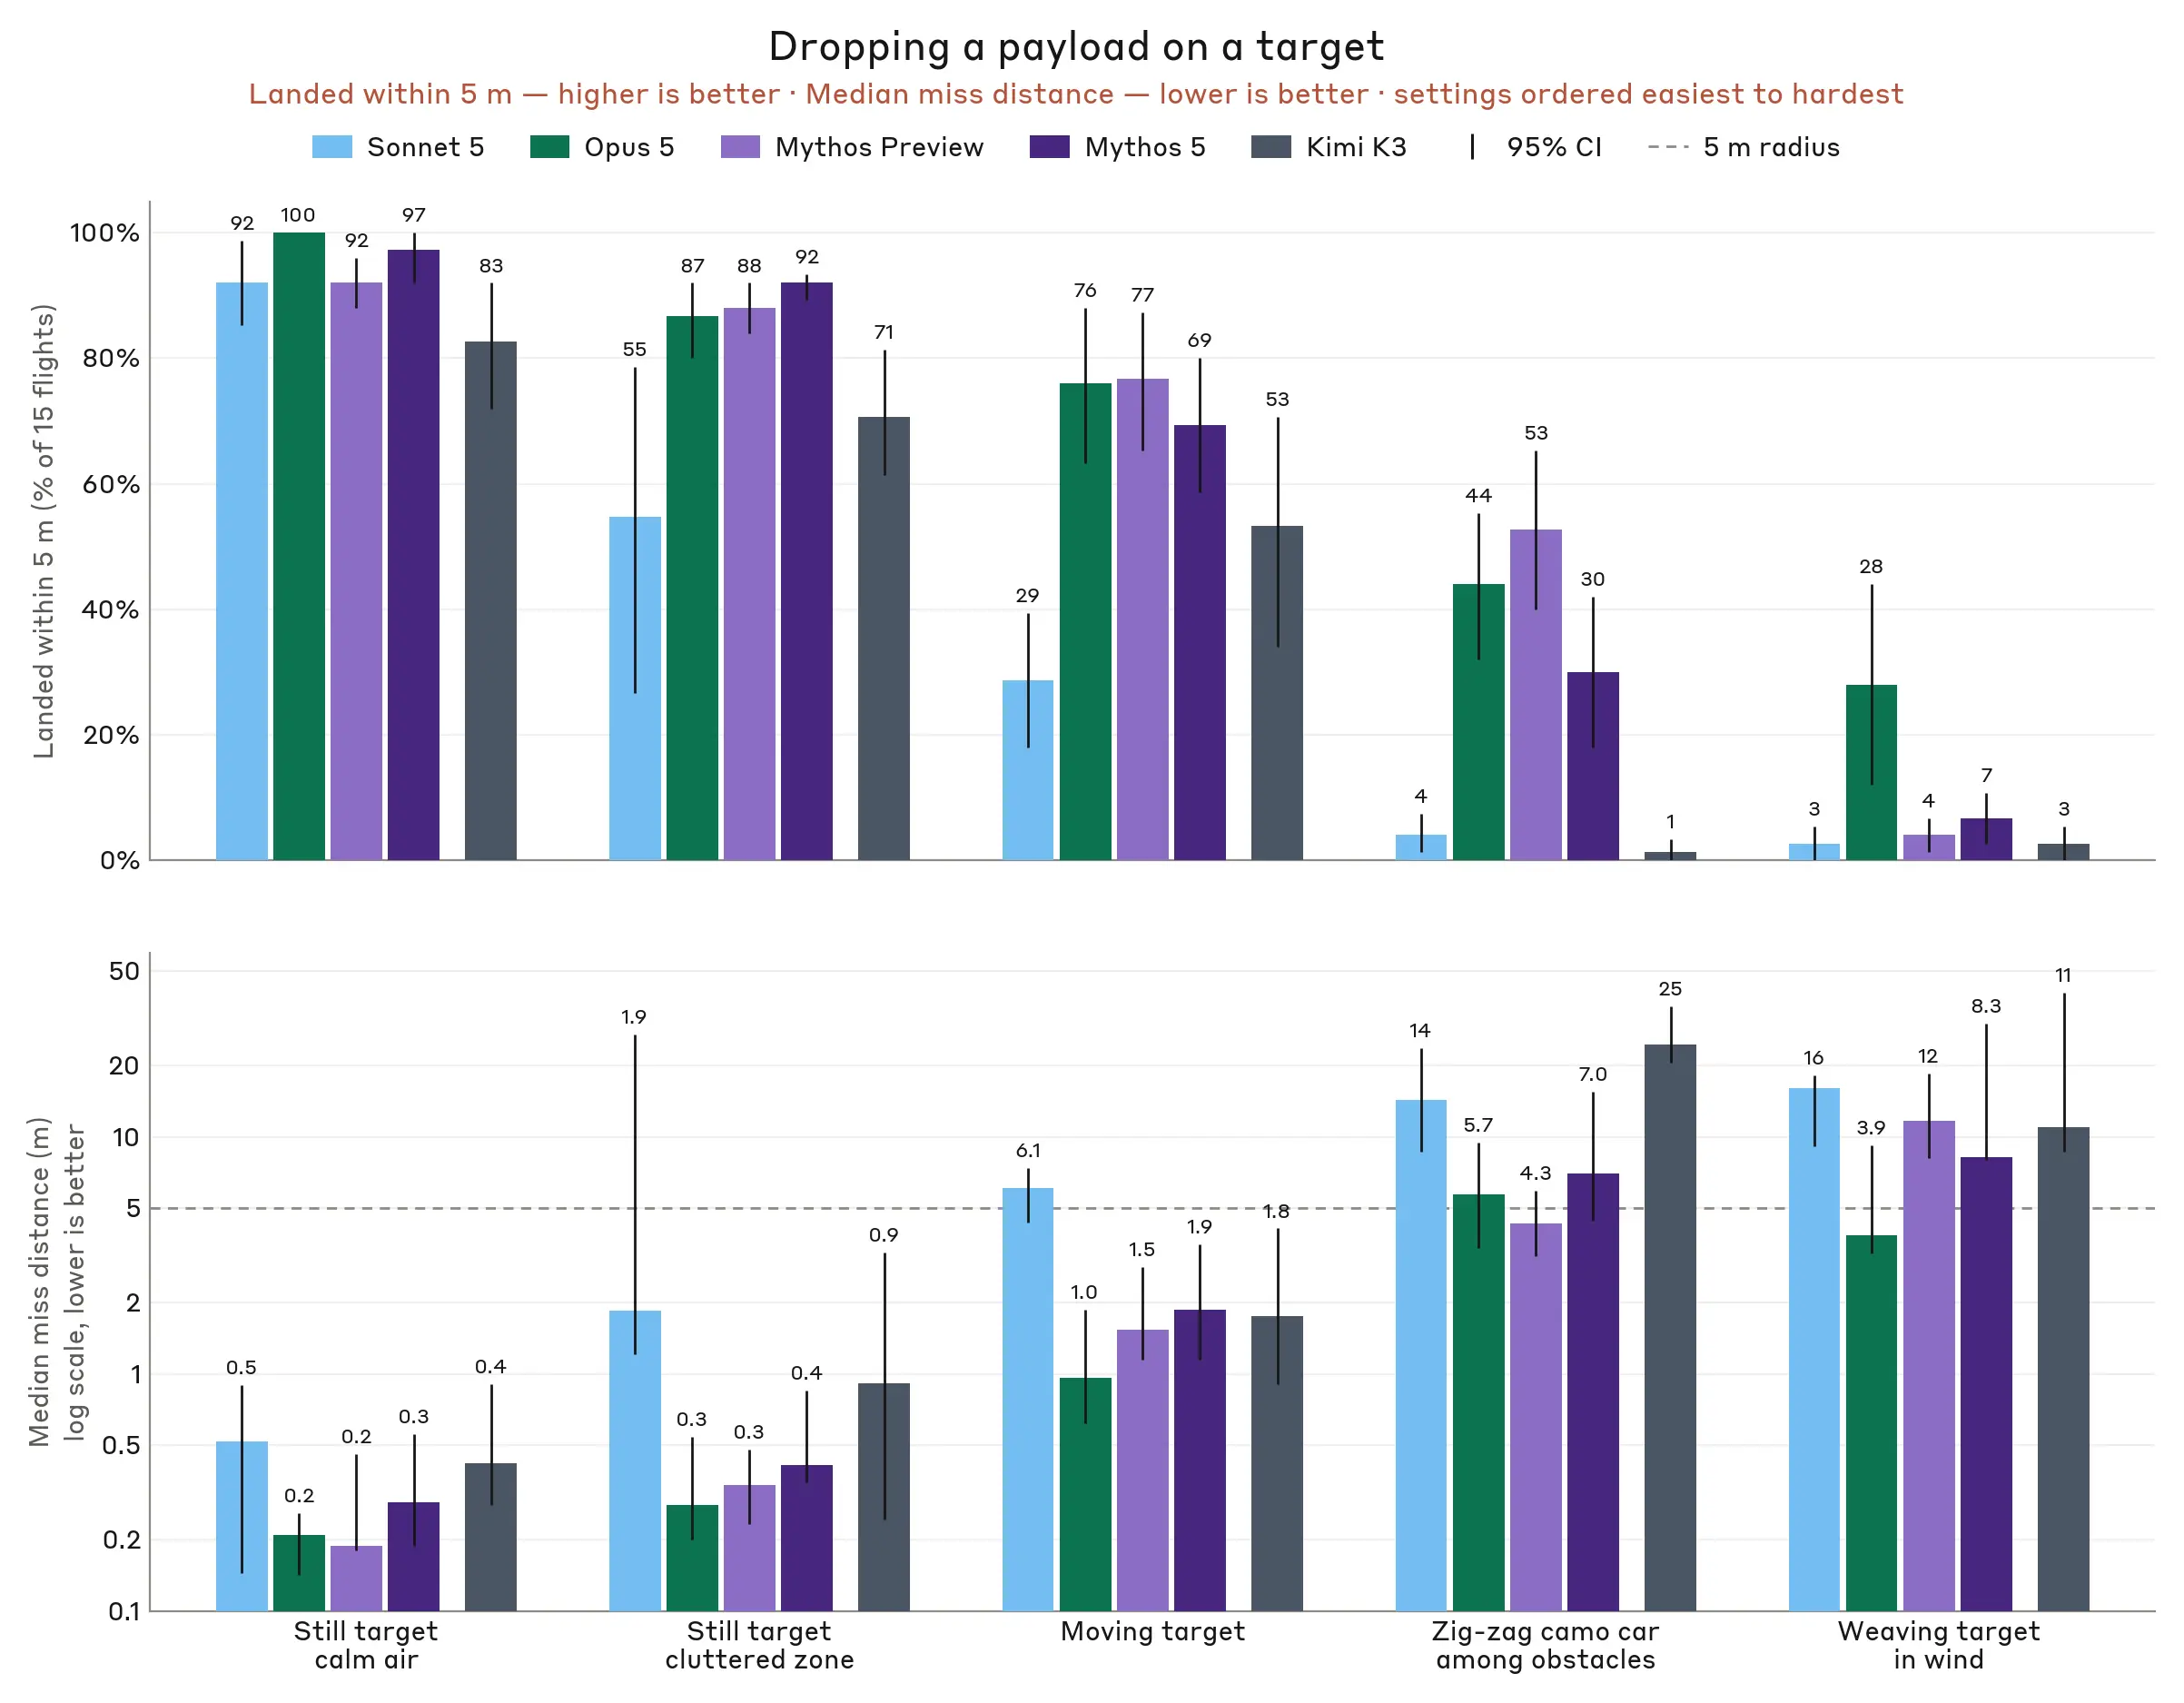 Dropping a payload on a target
Landed within 5 m — higher is better · Median miss distance — lower is better · settings ordered easiest to hardest
Sonnet 5 Opus 5 Mythos Preview Mythos 5 Kimi K3 95% CI 5 m radius
Landed within 5 m (% of 15 flights)
100%
80%
60%
40%
20%
0%
92 100 92 97 83
55 87 88 92 71
29 76 77 69 53
4 44 53 30 1
3 28 4 7 3
Median miss distance (m)
log scale, lower is better
50
20
10
5
2
1
0.5
0.2
0.1
0.5 0.2 0.2 0.3 0.4
1.9 0.3 0.3 0.4 0.9
6.1 1.0 1.5 1.9 1.8
14 5.7 4.3 7.0 25
16 3.9 12 8.3 11
Still target
calm air
Still target
cluttered zone
Moving target
Zig-zag camo car
among obstacles
Weaving target
in wind